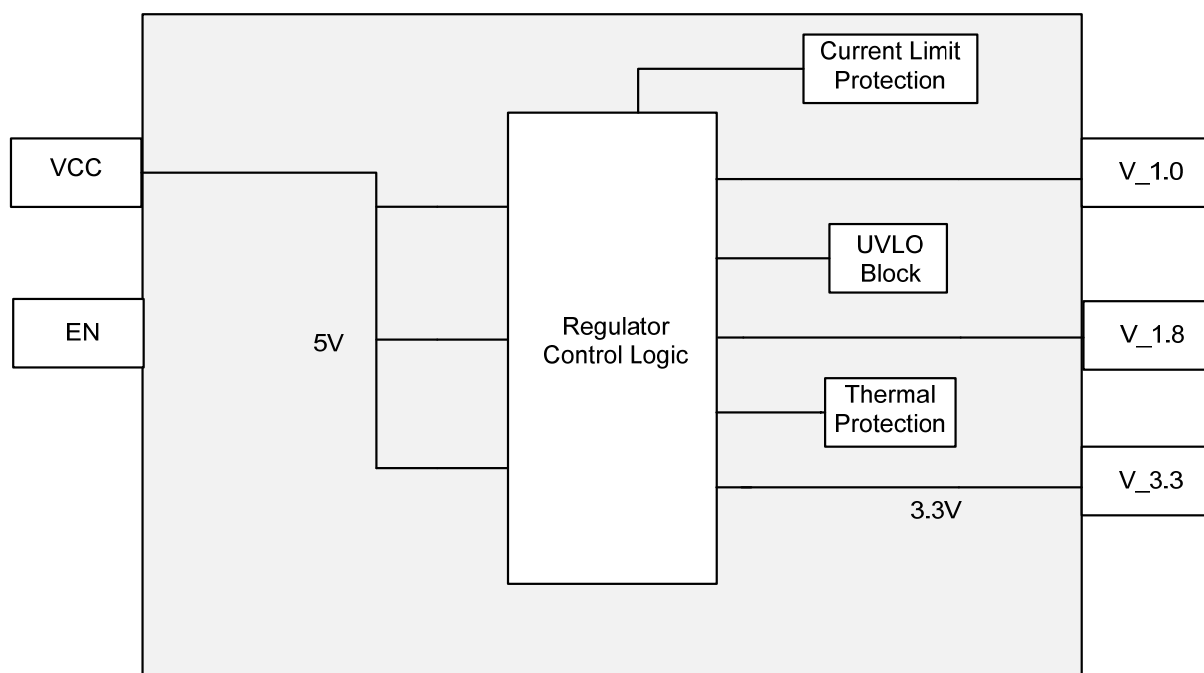 Current Limit
Protection
VCC
V_1.0
UVLO
Block
EN
5V
Regulator
Control Logic
V_1.8
Thermal
Protection
V_3.3
3.3V